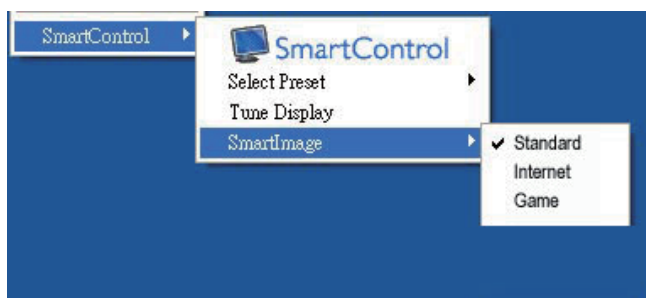 SmartControl
SmartControl
Select Preset
Tune Display
SmartImage
Standard
Internet
Game